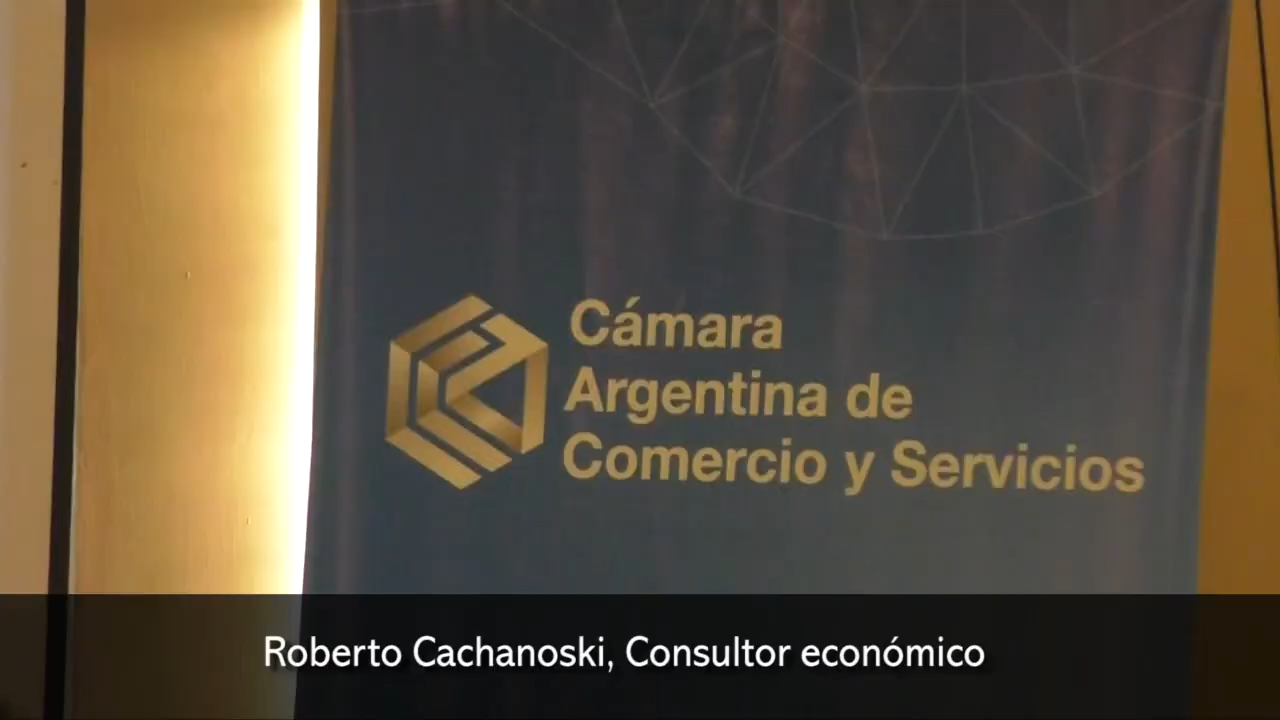 Cámara
Argentina de
Comercio y Servicios
Roberto Cachanoski, Consultor económico